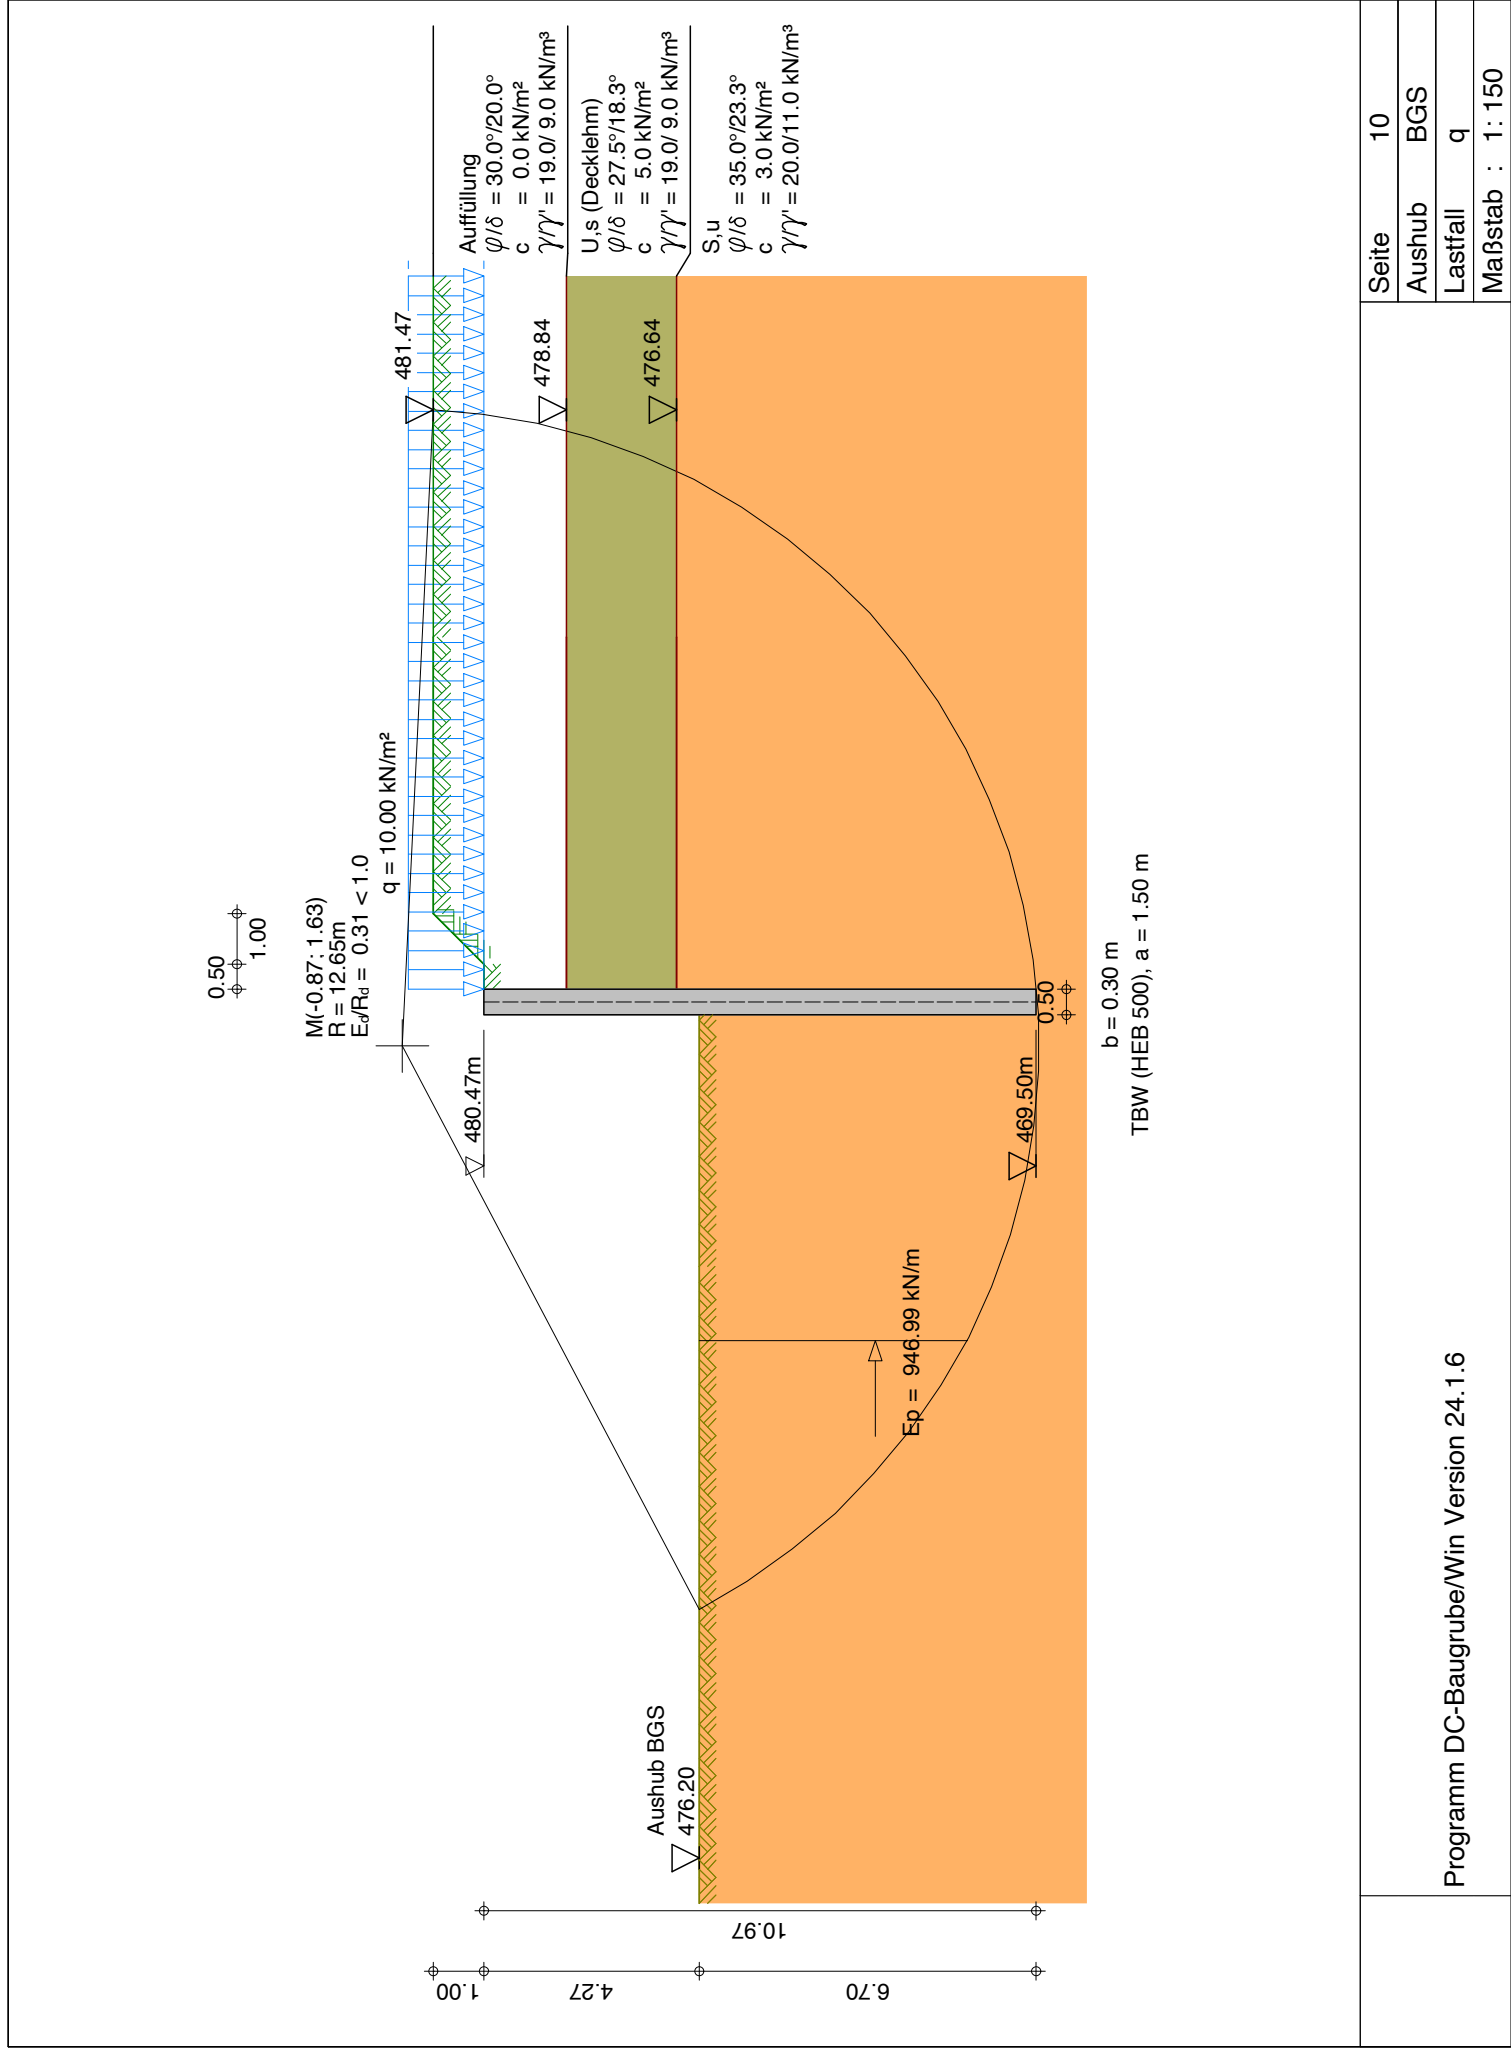 0.50
1.00
M(-0.87; 1.63)
R = 12.65m
Ed/Rd = 0.31 < 1.0
q = 10.00 kN/m²
481.47
478.84
476.64
Auffüllung
φ/δ = 30.0°/20.0°
c = 0.0 kN/m²
γ/γ' = 19.0/ 9.0 kN/m³
U,s (Decklehm)
φ/δ = 27.5°/18.3°
c = 5.0 kN/m²
γ/γ' = 19.0/ 9.0 kN/m³
S,u
φ/δ = 35.0°/23.3°
c = 3.0 kN/m²
γ/γ' = 20.0/11.0 kN/m³
480.47m
469.50m
0.50
b = 0.30 m
TBW (HEB 500), a = 1.50 m
Ep = 946.99 kN/m
Aushub BGS
476.20
10.97
1.00
4.27
6.70
Programm DC-Baugrube/Win Version 24.1.6
Seite 10
Aushub BGS
Lastfall q
Maßstab : 1: 150